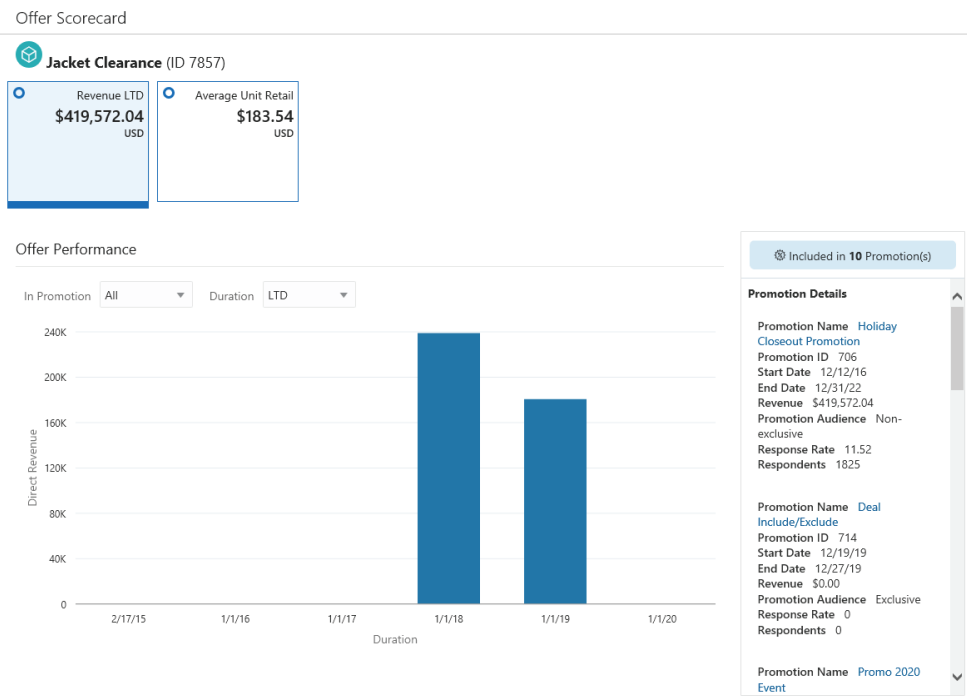 Offer Scorecard
Jacket Clearance (ID 7857)
Revenue LTD
$419,572.04
USD
Average Unit Retail
$183.54
USD
Offer Performance
In Promotion All
Duration LTD
240K
200K
160K
120K
80K
40K
0
Direct Revenue
2/17/15
1/1/16
1/1/17
1/1/18
1/1/19
1/1/20
Duration
Included in 10 Promotion(s)
Promotion Details
Promotion Name Holiday
Closeout Promotion
Promotion ID 706
Start Date 12/12/16
End Date 12/31/22
Revenue $419,572.04
Promotion Audience Non-
exclusive
Response Rate 11.52
Respondents 1825
Promotion Name Deal
Include/Exclude
Promotion ID 714
Start Date 12/19/19
End Date 12/27/19
Revenue $0.00
Promotion Audience Exclusive
Response Rate 0
Respondents 0
Promotion Name Promo 2020
Event